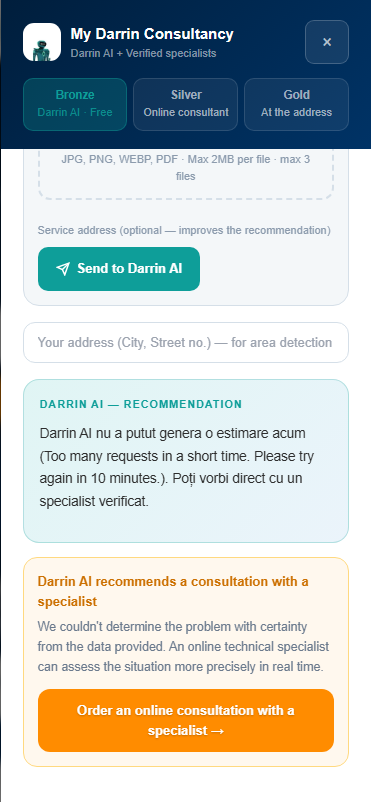 My Darrin Consultancy
Darrin AI + Verified specialists
×
Bronze
Darrin AI · Free
Silver
Online consultant
Gold
At the address
JPG, PNG, WEBP, PDF · Max 2MB per file · max 3
files
Service address (optional — improves the recommendation)
Send to Darrin AI
Your address (City, Street no.) — for area detection
DARRIN AI — RECOMMENDATION
Darrin AI nu a putut genera o estimare acum
(Too many requests in a short time. Please try
again in 10 minutes.). Poți vorbi direct cu un
specialist verificat.
Darrin AI recommends a consultation with a
specialist
We couldn't determine the problem with certainty
from the data provided. An online technical specialist
can assess the situation more precisely in real time.
Order an online consultation with a
specialist →